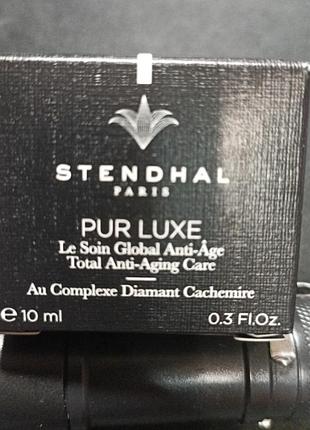 STENDHAL
PARIS
PUR LUXE
Le Soin Global Anti-Âge
Total Anti-Aging Care
Au Complexe Diamant Cachemire
℮ 10 ml 0.3 Fl.Oz.